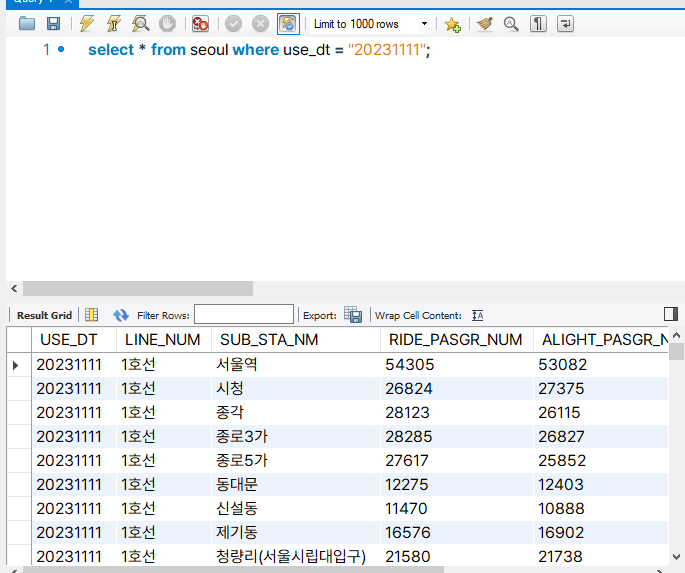 Query 1
Limit to 1000 rows
1 select * from seoul where use_dt = "20231111";
Result Grid Filter Rows: Export: Wrap Cell Content:
USE_DT LINE_NUM SUB_STA_NM RIDE_PASGR_NUM ALIGHT_PASGR_N
20231111 1호선 서울역 54305 53082
20231111 1호선 시청 26824 27375
20231111 1호선 종각 28123 26115
20231111 1호선 종로3가 28285 26827
20231111 1호선 종로5가 27617 25852
20231111 1호선 동대문 12275 12403
20231111 1호선 신설동 11470 10888
20231111 1호선 제기동 16576 16902
20231111 1호선 청량리(서울시립대입구) 21580 21738